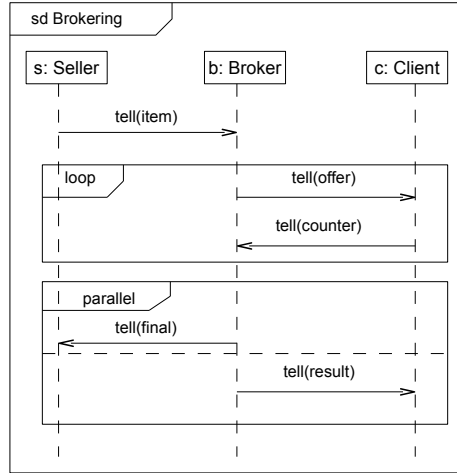 sd Brokering
s: Seller
b: Broker
c: Client
tell(item)
loop
tell(offer)
tell(counter)
parallel
tell(final)
tell(result)